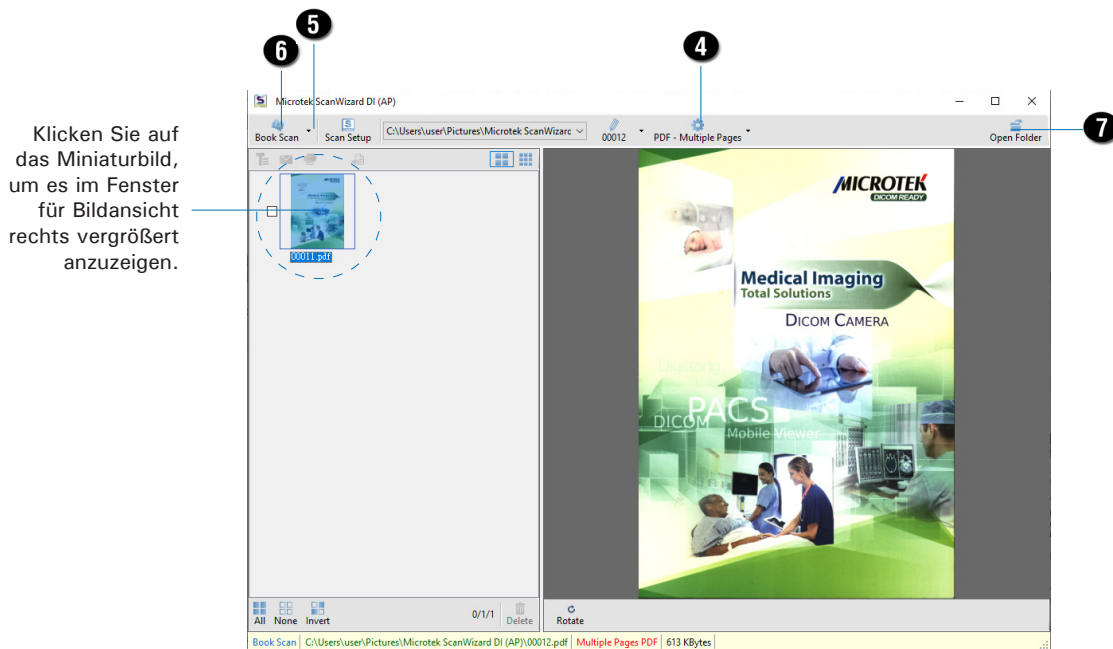 6
5
4
7
Microtek ScanWizard DI (AP)
Book Scan
Scan Setup
C:\Users\user\Pictures\Microtek ScanWizarc
00012
PDF - Multiple Pages
Open Folder
Klicken Sie auf
das Miniaturbild,
um es im Fenster
für Bildansicht
rechts vergrößert
anzuzeigen.
00011.pdf
MICROTEK
DICOM READY
Medical Imaging
Total Solutions
DICOM CAMERA
Digitizing
PACS
DICOM
Mobile Viewer
All
None
Invert
0/1/1
Delete
Rotate
Book Scan
C:\Users\user\Pictures\Microtek ScanWizard DI (AP)\00012.pdf
Multiple Pages PDF
613 KBytes